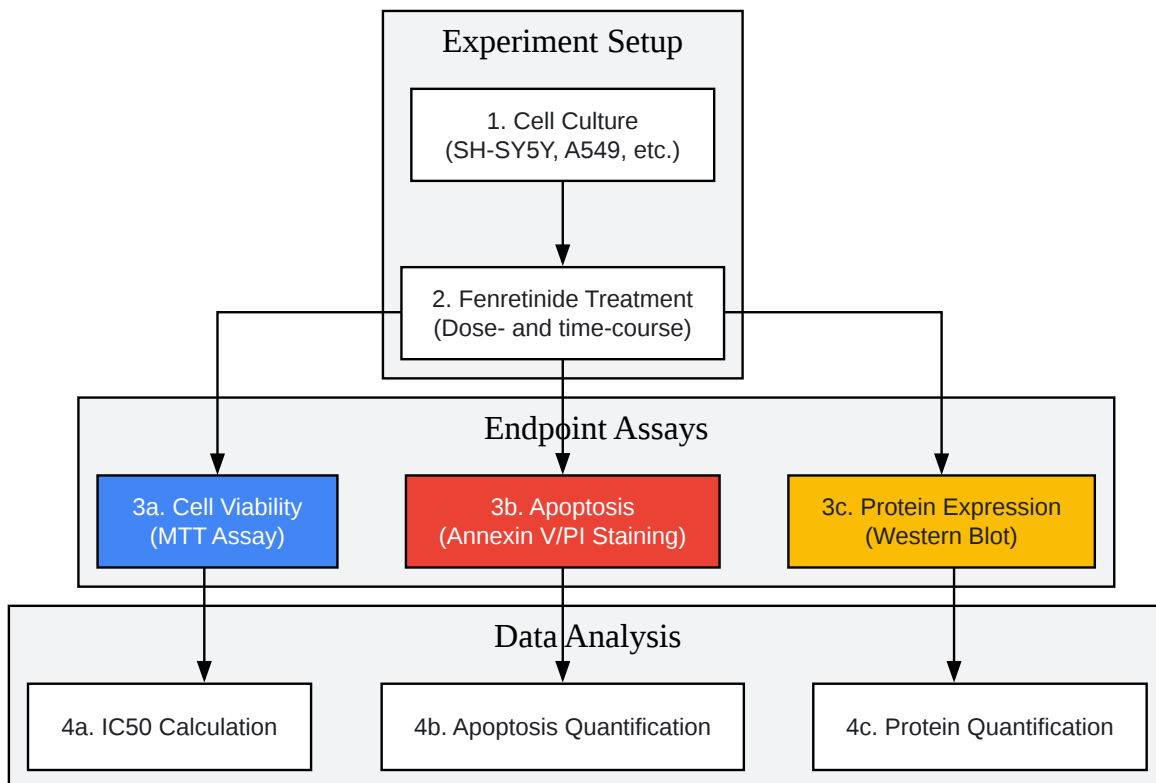 Experiment Setup
1. Cell Culture
(SH-SY5Y, A549, etc.)
2. Fenretinide Treatment
(Dose- and time-course)
Endpoint Assays
3a. Cell Viability
(MTT Assay)
3b. Apoptosis
(Annexin V/PI Staining)
3c. Protein Expression
(Western Blot)
Data Analysis
4a. IC50 Calculation
4b. Apoptosis Quantification
4c. Protein Quantification